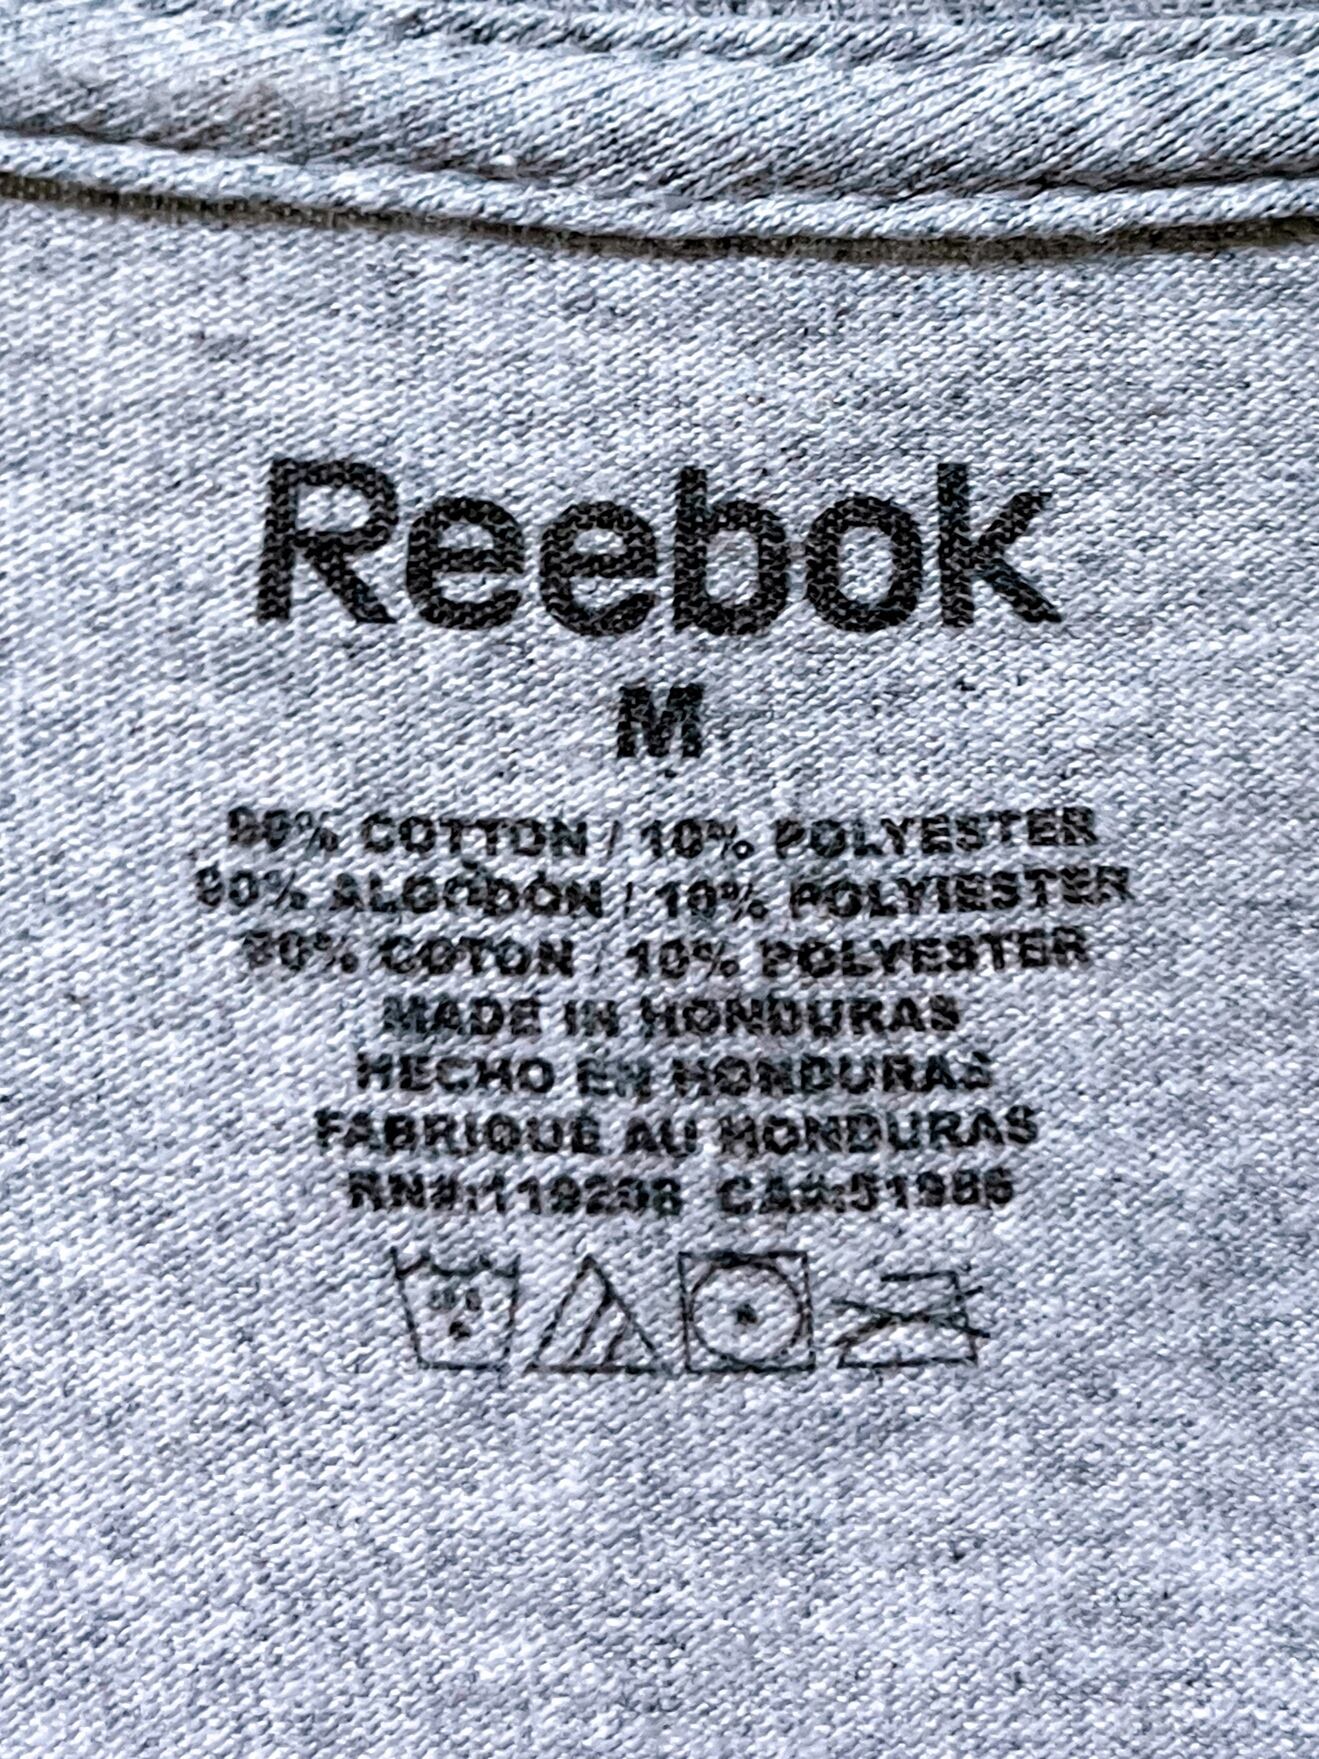 Reebok
M
90% COTTON / 10% POLYESTER
90% ALGODÓN / 10% POLYIESTER
90% COTON / 10% POLYESTER
MADE IN HONDURAS
HECHO EN HONDURAS
FABRIQUÉ AU HONDURAS
RN#:119208 CA#:51986